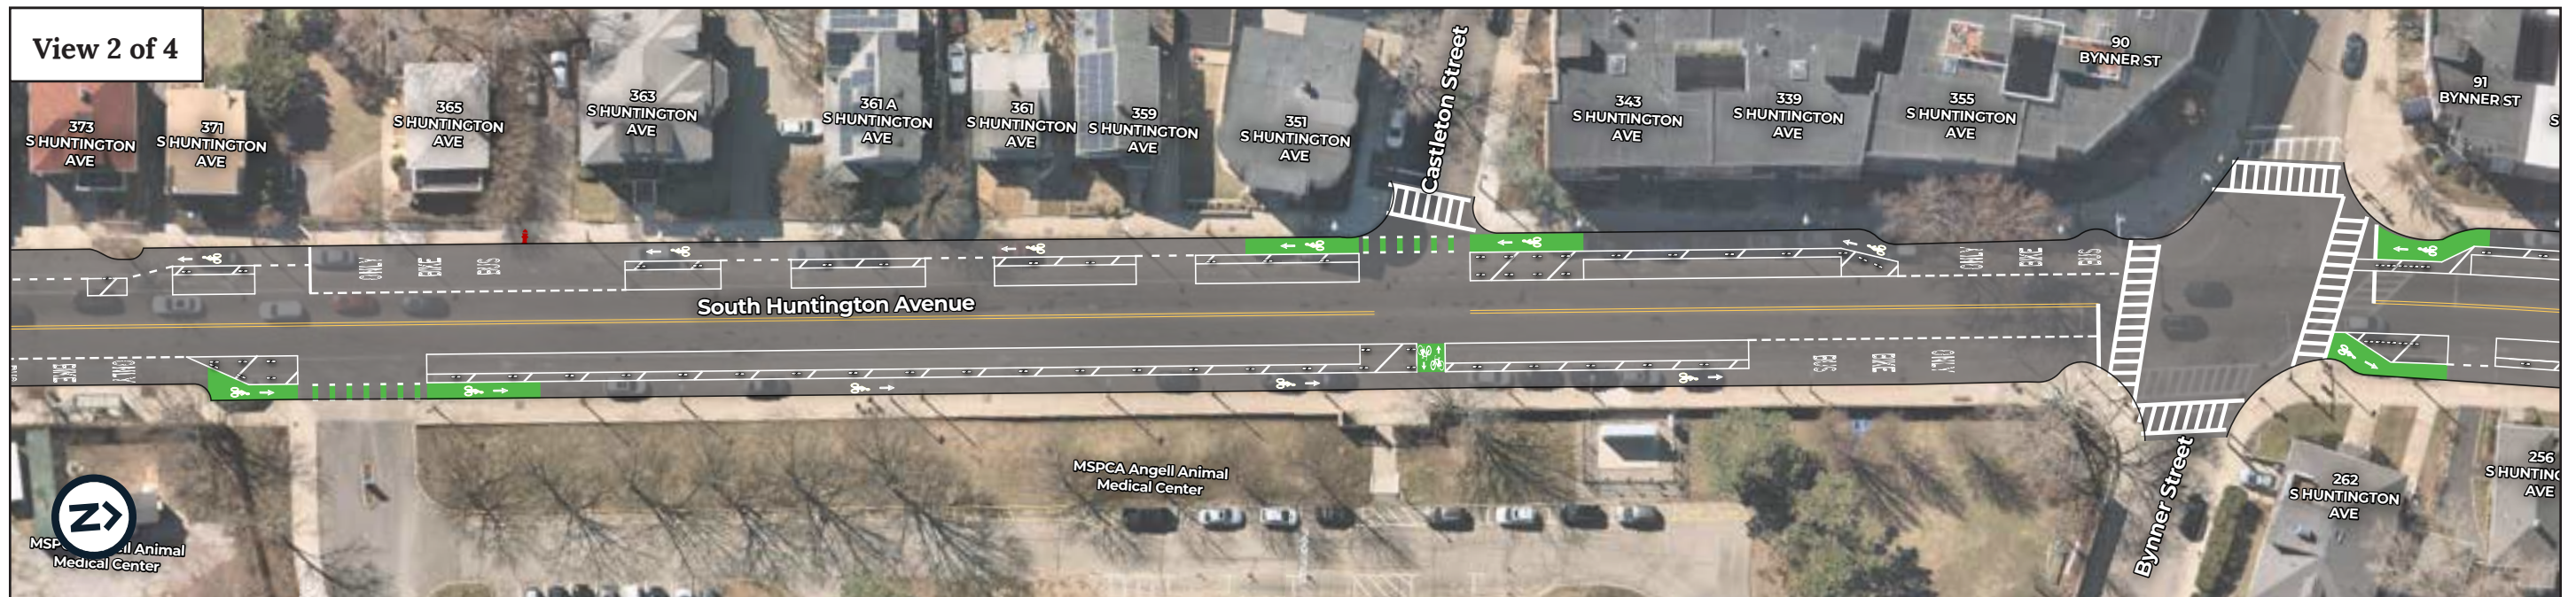 View 2 of 4
373
S HUNTINGTON
AVE
371
S HUNTINGTON
AVE
365
S HUNTINGTON
AVE
363
S HUNTINGTON
AVE
361 A
S HUNTINGTON
AVE
361
S HUNTINGTON
AVE
359
S HUNTINGTON
AVE
351
S HUNTINGTON
AVE
Castleton Street
343
S HUNTINGTON
AVE
339
S HUNTINGTON
AVE
355
S HUNTINGTON
AVE
90
BYNNER ST
91
BYNNER ST
S
ONLY
BIKE
BUS
ONLY
BIKE
BUS
South Huntington Avenue
BIKE
ONLY
BUS
BIKE
ONLY
MSPCA Angell Animal
Medical Center
Bynner Street
262
S HUNTINGTON
AVE
256
S HUNTING
AVE
N
MSP ll Animal
Medical Center